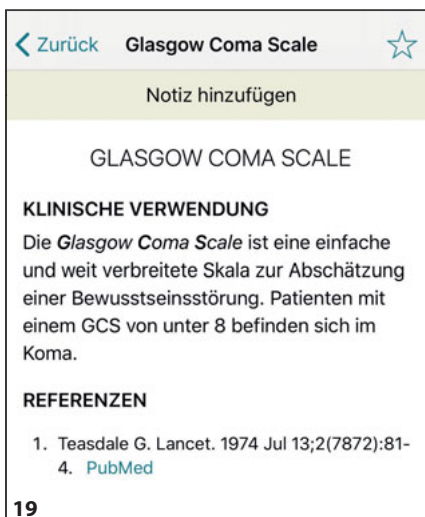 Zurück Glasgow Coma Scale
Notiz hinzufügen
GLASGOW COMA SCALE
KLINISCHE VERWENDUNG
Die Glasgow Coma Scale ist eine einfache
und weit verbreitete Skala zur Abschätzung
einer Bewusstseinsstörung. Patienten mit
einem GCS von unter 8 befinden sich im
Koma.
REFERENZEN
1. Teasdale G. Lancet. 1974 Jul 13;2(7872):81-
4. PubMed
19